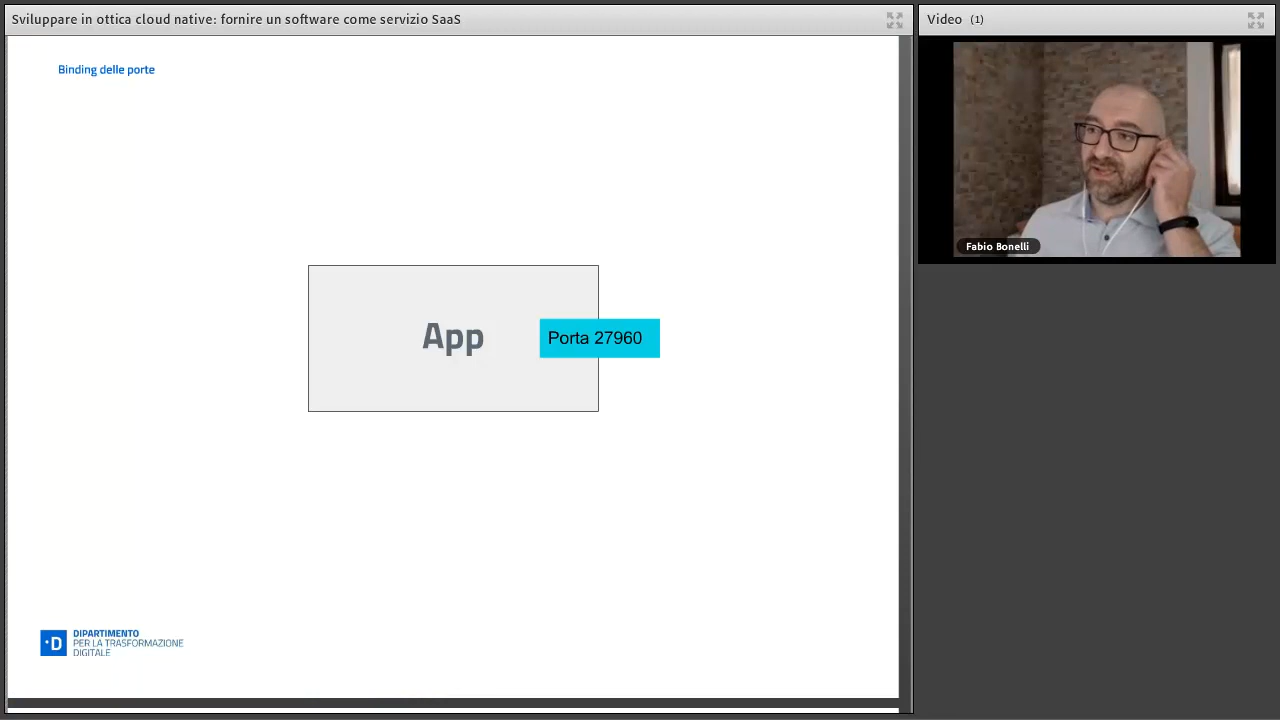 Sviluppare in ottica cloud native: fornire un software come servizio SaaS
Video (1)
Binding delle porte
App
Porta 27960
Fabio Bonelli
·D
DIPARTIMENTO
PER LA TRASFORMAZIONE
DIGITALE